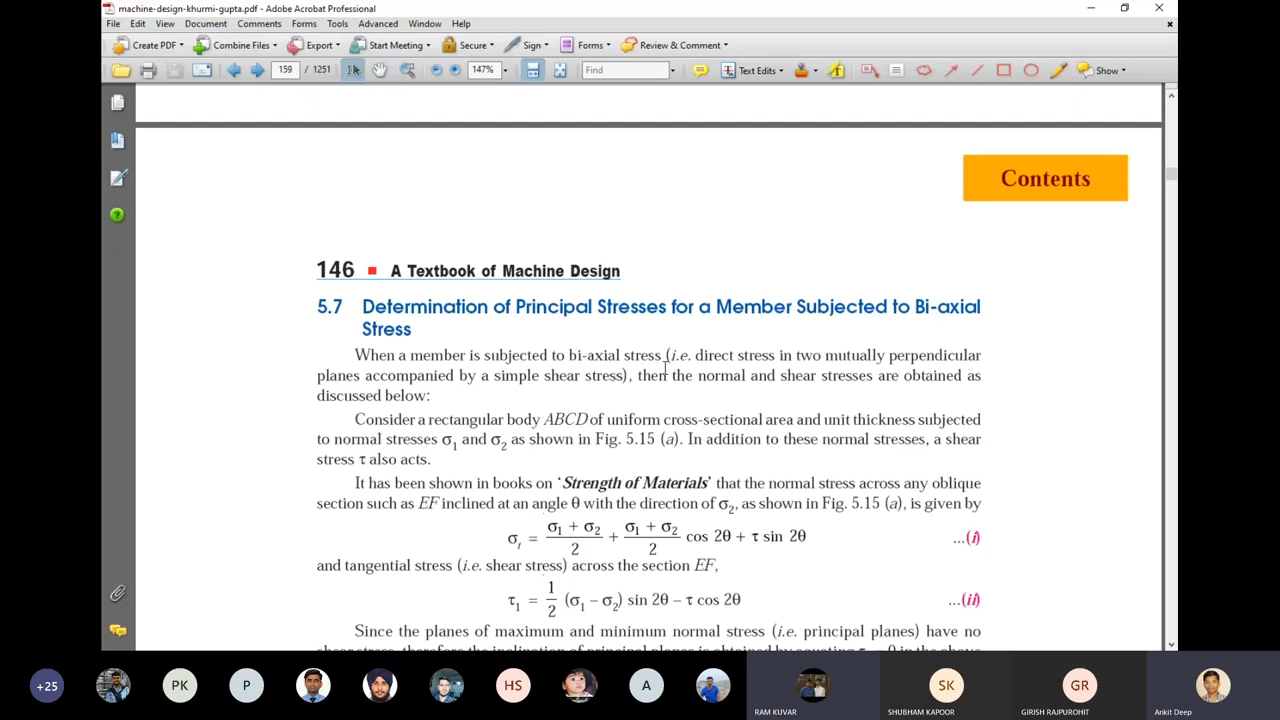 machine-design-khurmi-gupta.pdf - Adobe Acrobat Professional
File Edit View Document Comments Forms Tools Advanced Window Help
Create PDF Combine Files Export Start Meeting Secure Sign Forms Review & Comment
159 / 1251 147% Find Text Edits Show
Contents
146 A Textbook of Machine Design
5.7 Determination of Principal Stresses for a Member Subjected to Bi-axial
Stress
When a member is subjected to bi-axial stress (i.e. direct stress in two mutually perpendicular
planes accompanied by a simple shear stress), then the normal and shear stresses are obtained as
discussed below:
Consider a rectangular body ABCD of uniform cross-sectional area and unit thickness subjected
to normal stresses σ1 and σ2 as shown in Fig. 5.15 (a). In addition to these normal stresses, a shear
stress τ also acts.
It has been shown in books on ‘Strength of Materials’ that the normal stress across any oblique
section such as EF inclined at an angle θ with the direction of σ2, as shown in Fig. 5.15 (a), is given by
σt = (σ1 + σ2)/2 + (σ1 + σ2)/2 cos 2θ + τ sin 2θ ...(i)
and tangential stress (i.e. shear stress) across the section EF,
τ1 = 1/2 (σ1 – σ2) sin 2θ – τ cos 2θ ...(ii)
Since the planes of maximum and minimum normal stress (i.e. principal planes) have no
+25 PK P HS A SK GR
RAM KUVAR SHUBHAM KAPOOR GIRISH RAJPUROHIT Ankit Deep